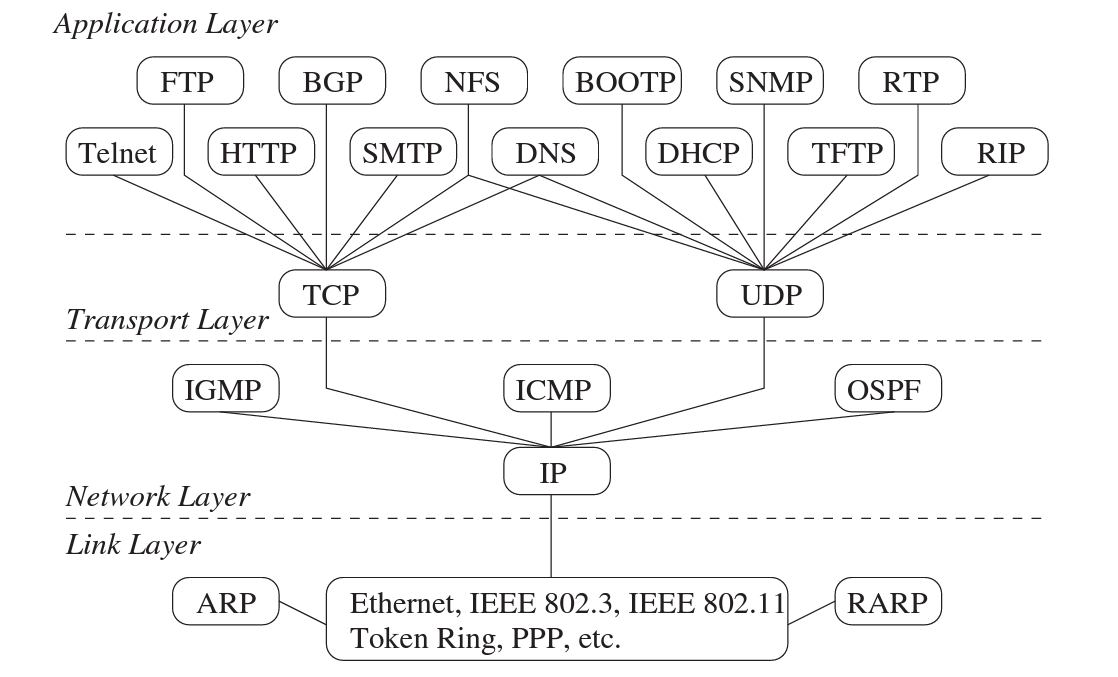 Application Layer
FTP
BGP
NFS
BOOTP
SNMP
RTP
Telnet
HTTP
SMTP
DNS
DHCP
TFTP
RIP
TCP
UDP
Transport Layer
IGMP
ICMP
OSPF
IP
Network Layer
Link Layer
ARP
Ethernet, IEEE 802.3, IEEE 802.11
Token Ring, PPP, etc.
RARP